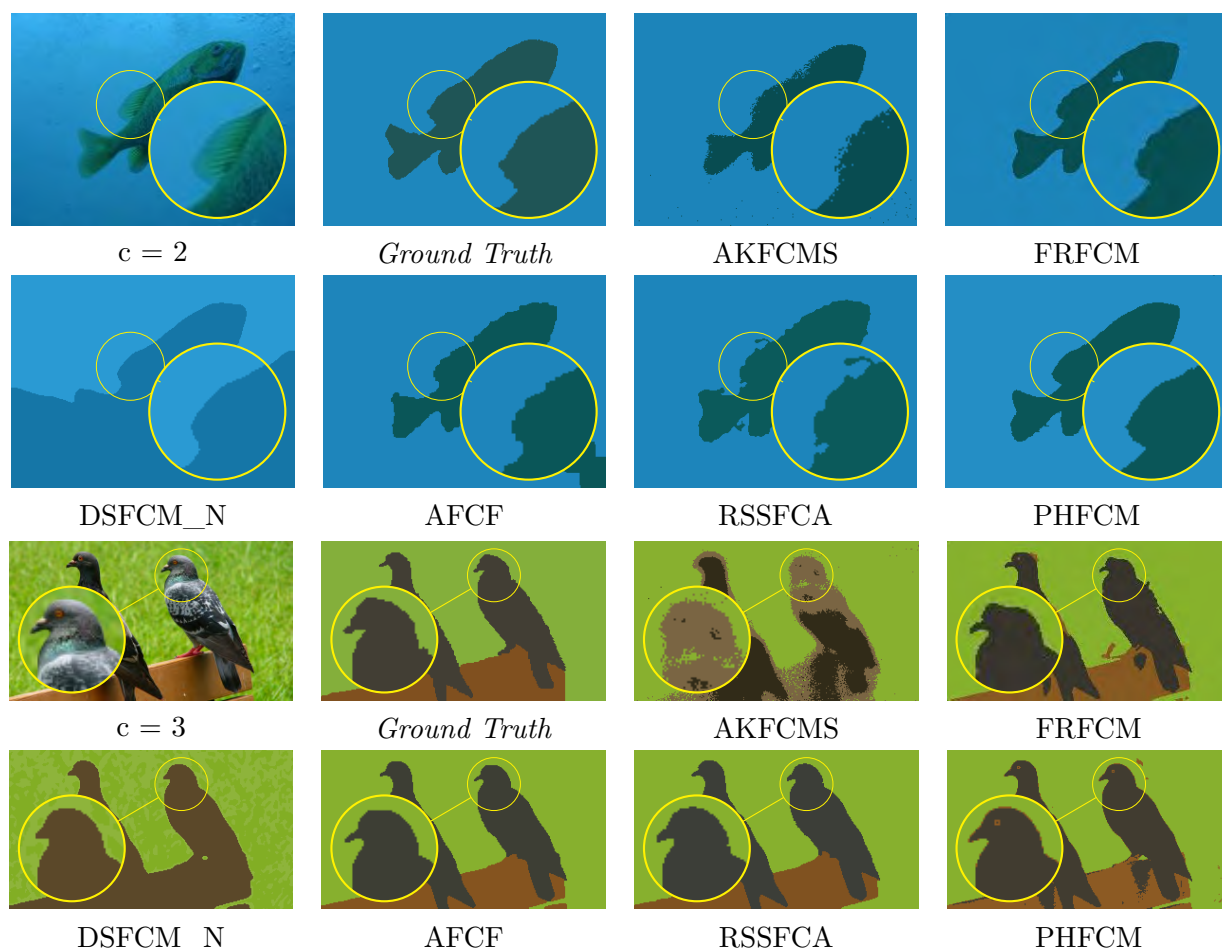 c = 2 Ground Truth AKFCMS FRFCM
DSFCM_N AFCF RSSFCA PHFCM
c = 3 Ground Truth AKFCMS FRFCM
DSFCM_N AFCF RSSFCA PHFCM